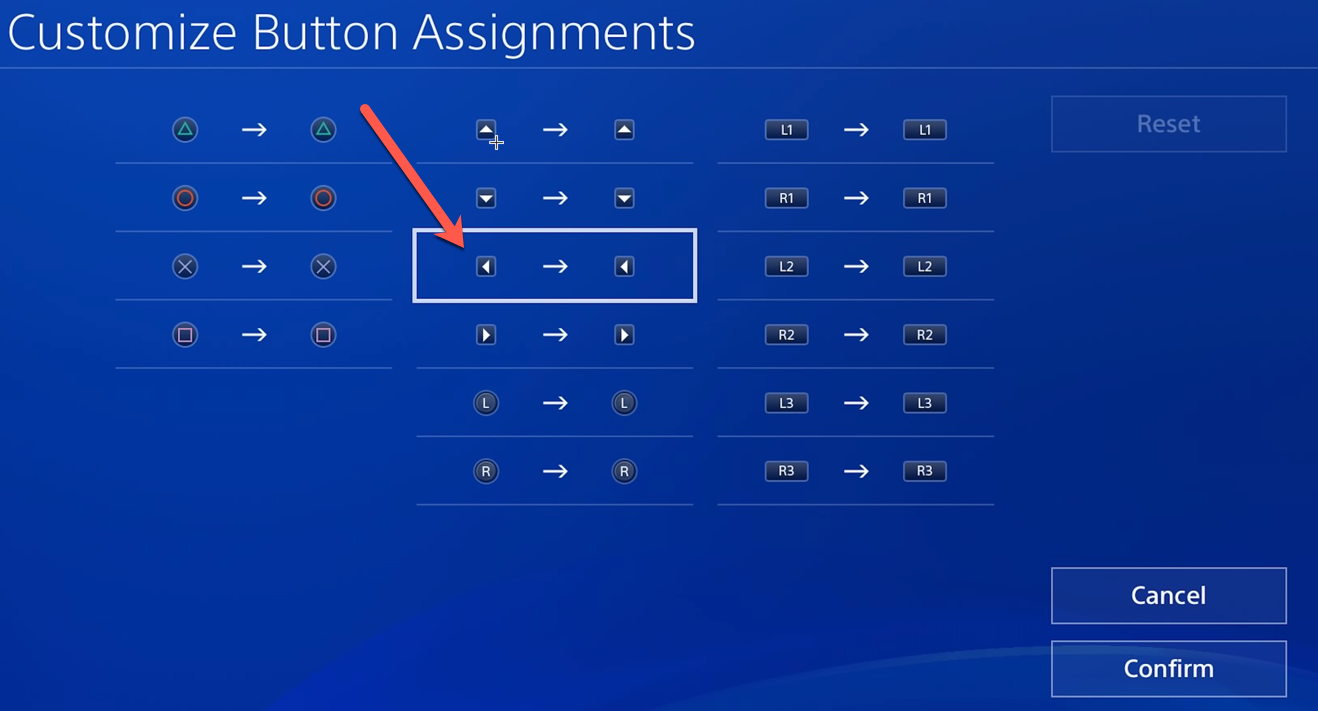 Customize Button Assignments
L1 → L1
Reset
R1 → R1
L2 → L2
R2 → R2
L → L
L3 → L3
R → R
R3 → R3
Cancel
Confirm